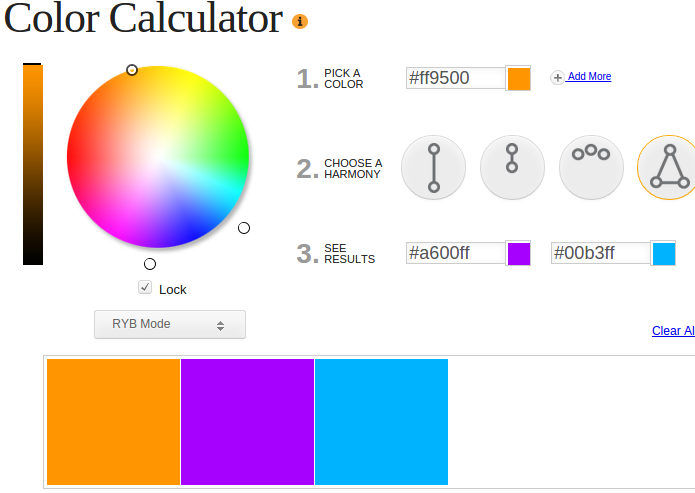 Color Calculator i
1. PICK A
COLOR
#ff9500
+ Add More
2. CHOOSE A
HARMONY
3. SEE
RESULTS
#a600ff
#00b3ff
Lock
RYB Mode
Clear Al